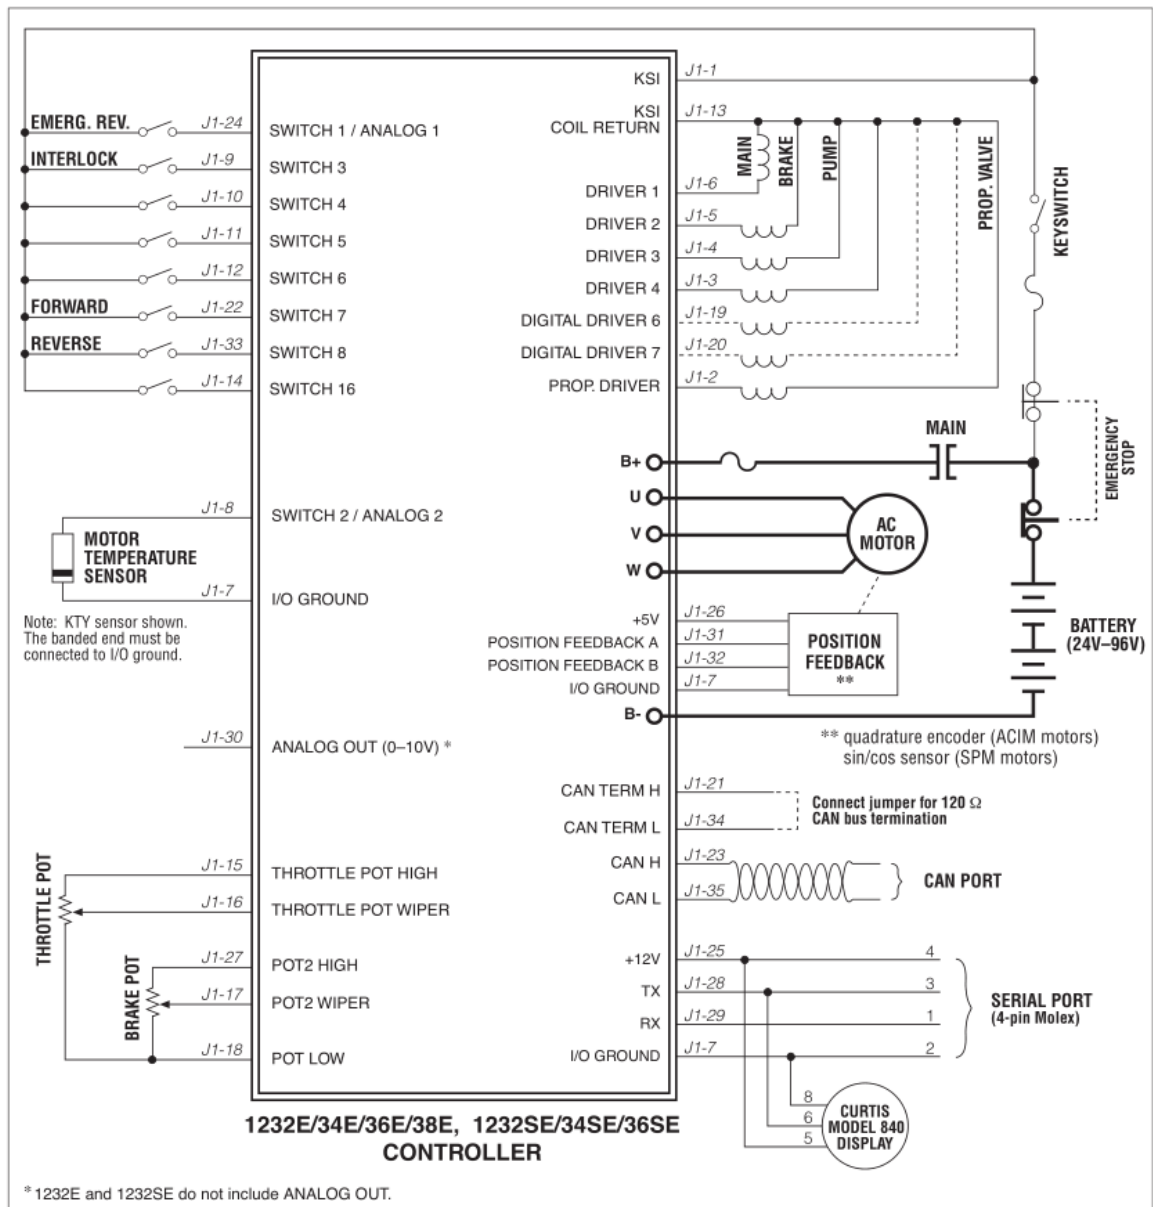 KSI
J1-1
KSI
COIL RETURN
J1-13
EMERG. REV.
J1-24
SWITCH 1 / ANALOG 1
INTERLOCK
J1-9
SWITCH 3
J1-10
SWITCH 4
J1-11
SWITCH 5
J1-12
SWITCH 6
FORWARD
J1-22
SWITCH 7
REVERSE
J1-33
SWITCH 8
J1-14
SWITCH 16
MAIN
BRAKE
PUMP
PROP. VALVE
KEYSWITCH
DRIVER 1
J1-6
DRIVER 2
J1-5
DRIVER 3
J1-4
DRIVER 4
J1-3
DIGITAL DRIVER 6
J1-19
DIGITAL DRIVER 7
J1-20
PROP. DRIVER
J1-2
MAIN
EMERGENCY
STOP
B+
U
V
W
AC
MOTOR
J1-8
SWITCH 2 / ANALOG 2
MOTOR
TEMPERATURE
SENSOR
J1-7
I/O GROUND
Note: KTY sensor shown.
The banded end must be
connected to I/O ground.
+5V
J1-26
POSITION FEEDBACK A
J1-31
POSITION FEEDBACK B
J1-32
I/O GROUND
J1-7
POSITION
FEEDBACK
**
BATTERY
(24V–96V)
B-
** quadrature encoder (ACIM motors)
sin/cos sensor (SPM motors)
J1-30
ANALOG OUT (0–10V) *
CAN TERM H
J1-21
CAN TERM L
J1-34
Connect jumper for 120 Ω
CAN bus termination
CAN H
J1-23
CAN L
J1-35
CAN PORT
THROTTLE POT
J1-15
THROTTLE POT HIGH
J1-16
THROTTLE POT WIPER
BRAKE POT
J1-27
POT2 HIGH
J1-17
POT2 WIPER
J1-18
POT LOW
+12V
J1-25
4
TX
J1-28
3
RX
J1-29
1
I/O GROUND
J1-7
2
SERIAL PORT
(4-pin Molex)
8
6
5
CURTIS
MODEL 840
DISPLAY
1232E/34E/36E/38E, 1232SE/34SE/36SE
CONTROLLER
* 1232E and 1232SE do not include ANALOG OUT.